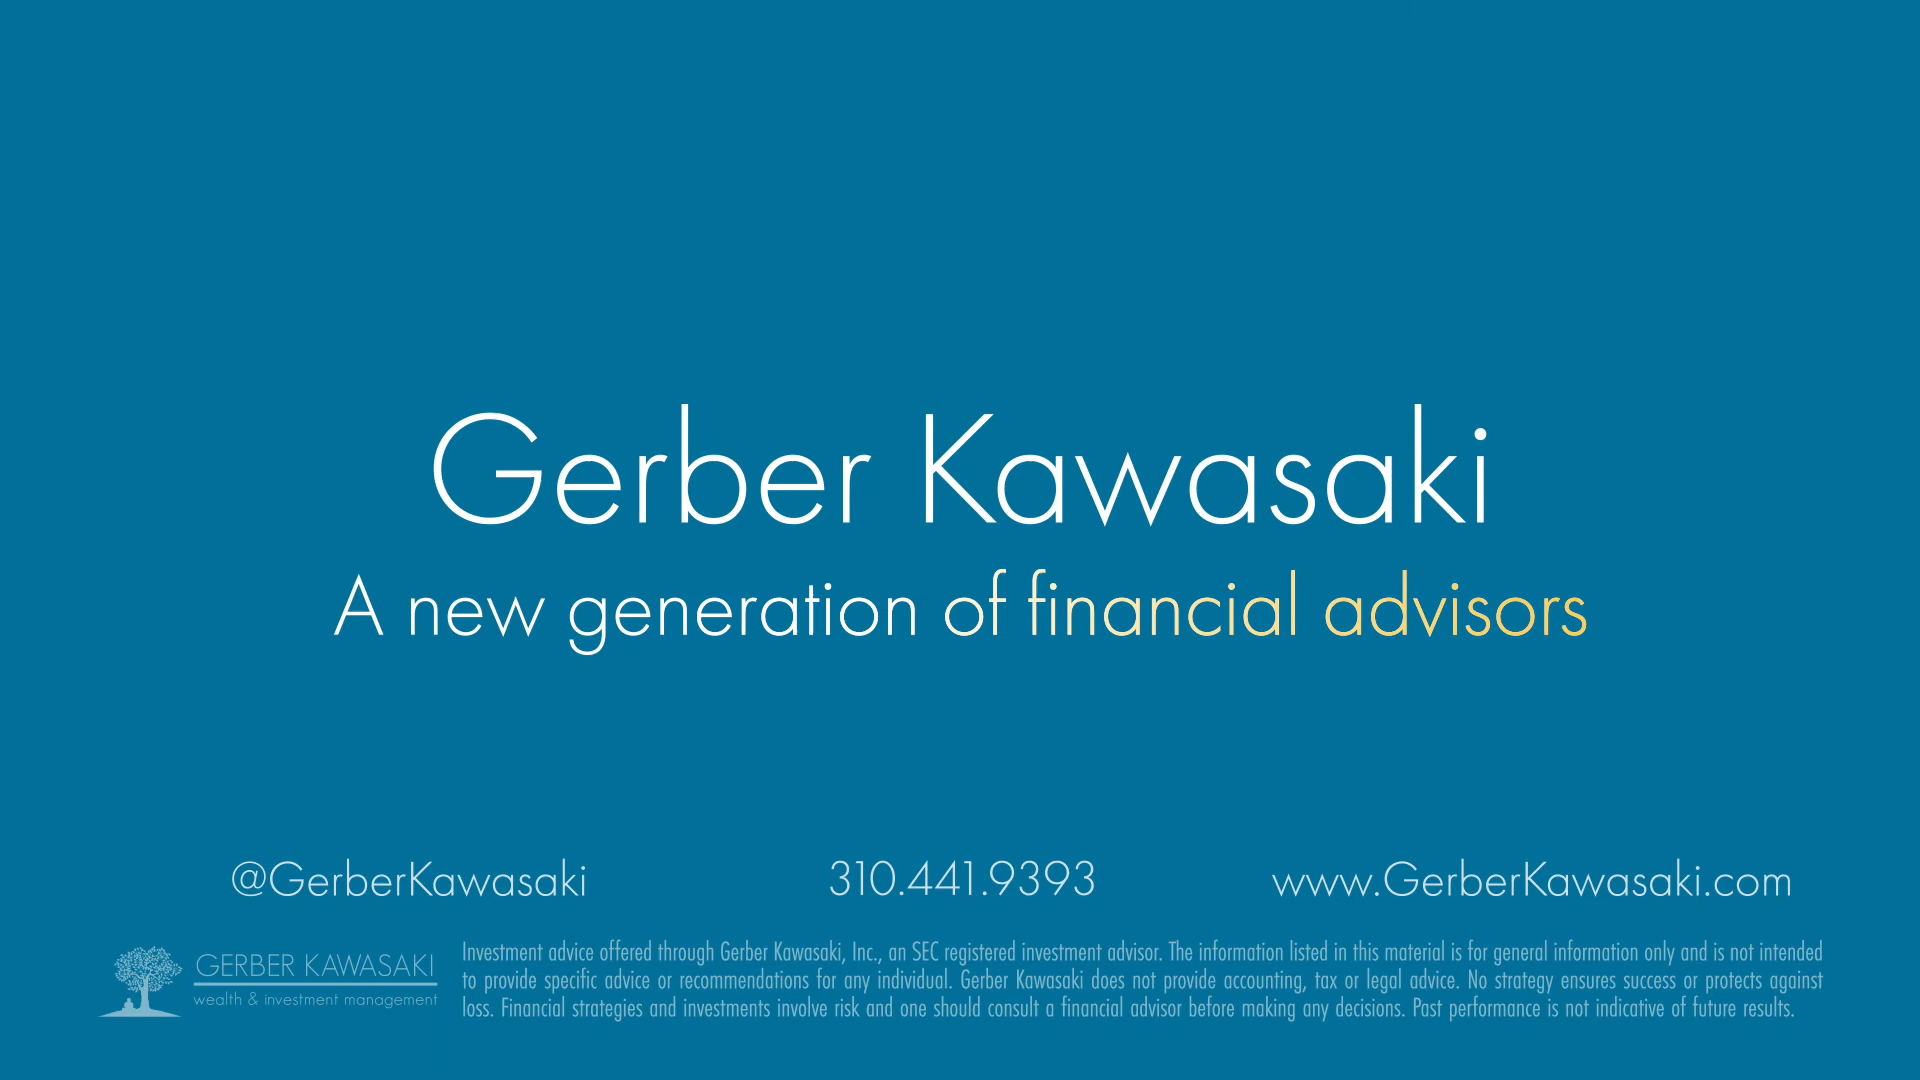 Gerber Kawasaki
A new generation of financial advisors
@GerberKawasaki
310.441.9393
www.GerberKawasaki.com
GERBER KAWASAKI
wealth & investment management
Investment advice offered through Gerber Kawasaki, Inc., an SEC registered investment advisor. The information listed in this material is for general information only and is not intended
to provide specific advice or recommendations for any individual. Gerber Kawasaki does not provide accounting, tax or legal advice. No strategy ensures success or protects against
loss. Financial strategies and investments involve risk and one should consult a financial advisor before making any decisions. Past performance is not indicative of future results.